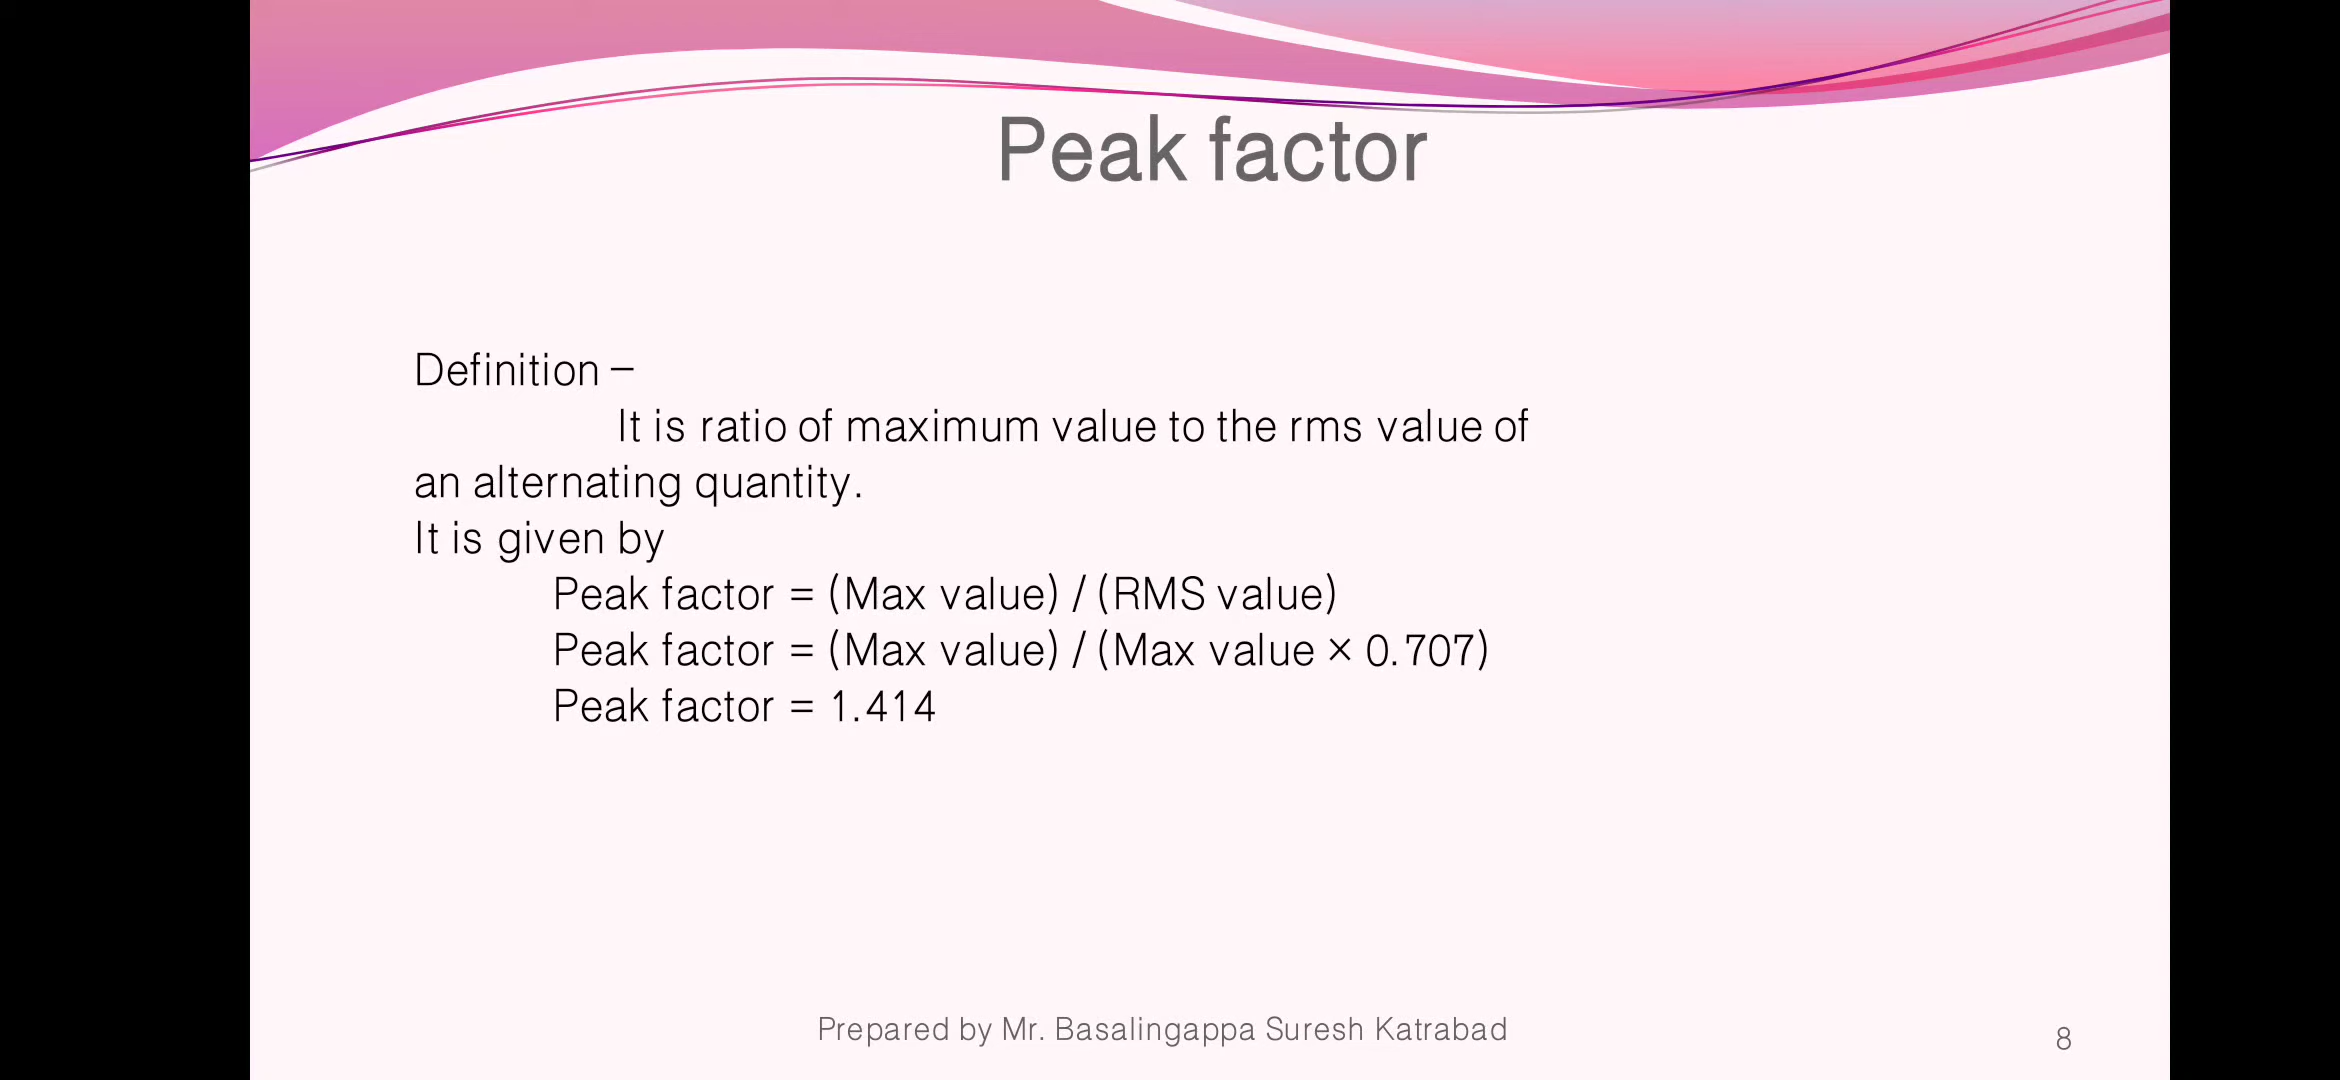 Peak factor
Definition –
It is ratio of maximum value to the rms value of
an alternating quantity.
It is given by
Peak factor = (Max value) / (RMS value)
Peak factor = (Max value) / (Max value × 0.707)
Peak factor = 1.414
Prepared by Mr. Basalingappa Suresh Katrabad
8